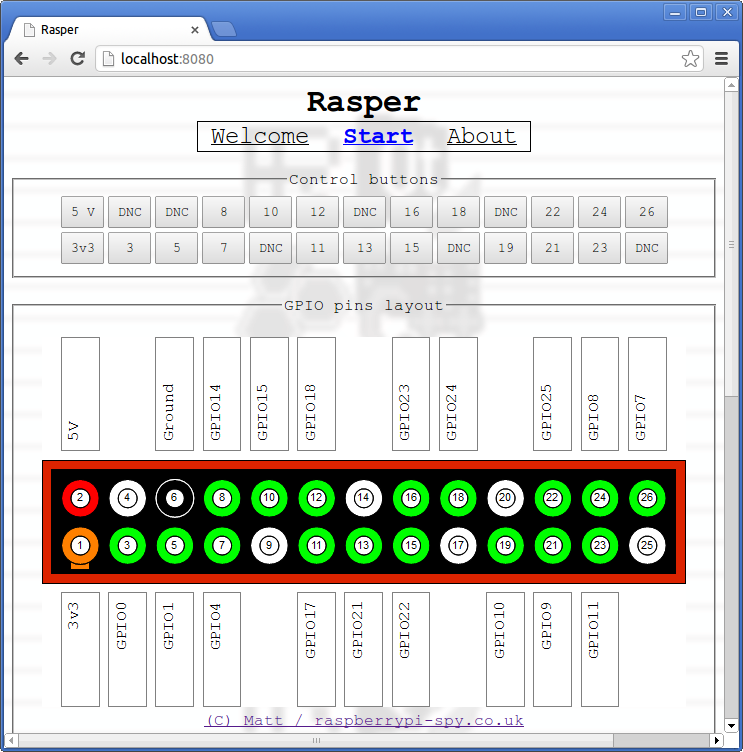 Rasper
localhost:8080
Rasper
Welcome Start About
Control buttons
5 V DNC DNC 8 10 12 DNC 16 18 DNC 22 24 26
3v3 3 5 7 DNC 11 13 15 DNC 19 21 23 DNC
GPIO pins layout
5V Ground GPIO14 GPIO15 GPIO18 GPIO23 GPIO24 GPIO25 GPIO8 GPIO7
2 4 6 8 10 12 14 16 18 20 22 24 26
1 3 5 7 9 11 13 15 17 19 21 23 25
3v3 GPIO0 GPIO1 GPIO4 GPIO17 GPIO21 GPIO22 GPIO10 GPIO9 GPIO11
(C) Matt / raspberrypi-spy.co.uk